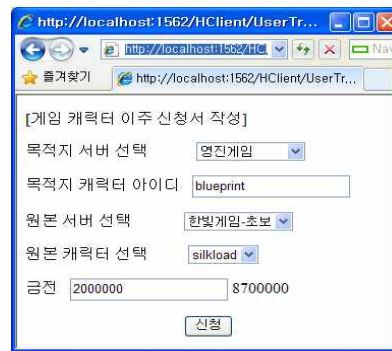 http://localhost:1562/HClient/UserTr...
http://localhost:1562/HCl
Nav
즐겨찾기
http://localhost:1562/HClient/UserTr...
[게임 캐릭터 이주 신청서 작성]
목적지 서버 선택 명진게임
목적지 캐릭터 아이디 blueprint
원본 서버 선택 한빛게임-초보
원본 캐릭터 선택 silkload
금전 2000000 8700000
신청